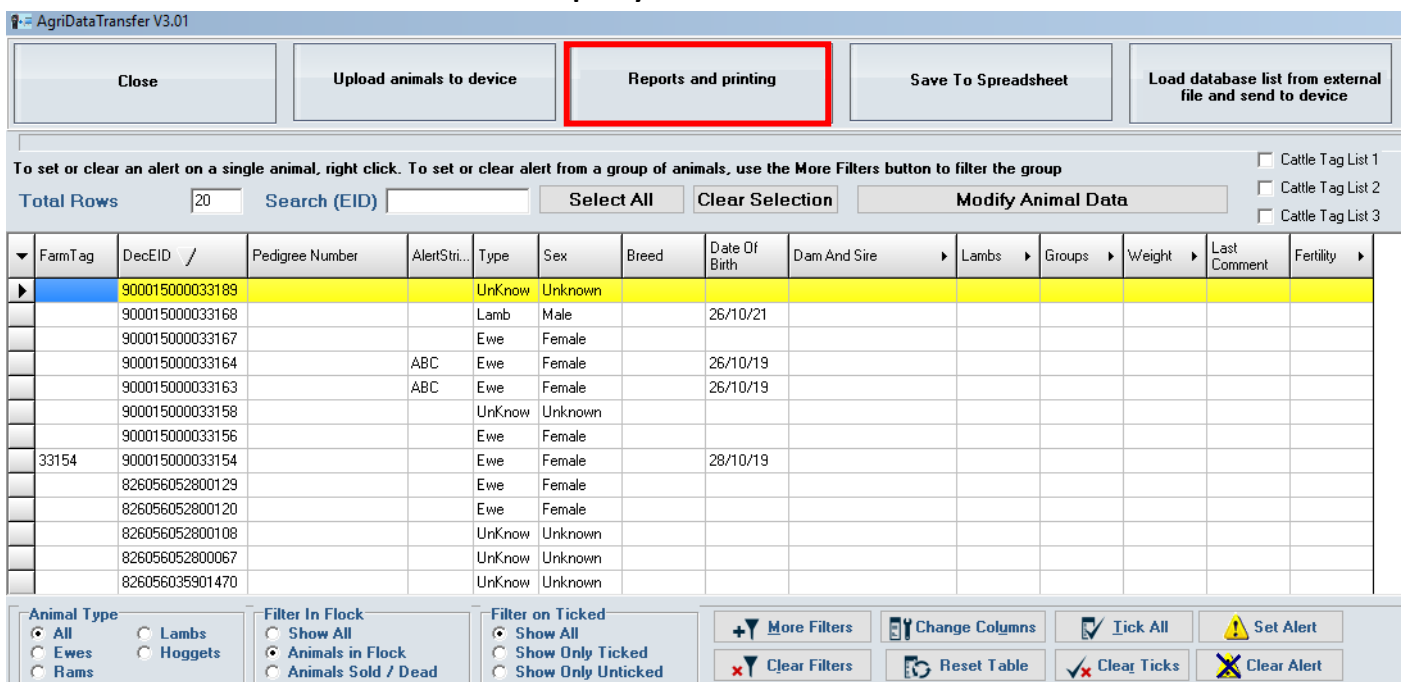 AgriDataTransfer V3.01
Close
Upload animals to device
Reports and printing
Save To Spreadsheet
Load database list from external
file and send to device
To set or clear an alert on a single animal, right click. To set or clear alert from a group of animals, use the More Filters button to filter the group
Cattle Tag List 1
Total Rows 20 Search (EID) Select All Clear Selection Modify Animal Data
Cattle Tag List 2
Cattle Tag List 3
FarmTag DecEID Pedigree Number AlertStri... Type Sex Breed Date Of Birth Dam And Sire Lambs Groups Weight Last Comment Fertility
900015000033189 UnKnow Unknown
900015000033168 Lamb Male 26/10/21
900015000033167 Ewe Female
900015000033164 ABC Ewe Female 26/10/19
900015000033163 ABC Ewe Female 26/10/19
900015000033158 UnKnow Unknown
900015000033156 Ewe Female
33154 900015000033154 Ewe Female 28/10/19
826056052800129 Ewe Female
826056052800120 Ewe Female
826056052800108 UnKnow Unknown
826056052800067 UnKnow Unknown
826056035901470 UnKnow Unknown
Animal Type Filter In Flock Filter on Ticked
All Lambs Show All Show All More Filters Change Columns Tick All Set Alert
Ewes Hoggets Animals in Flock Show Only Ticked
Rams Animals Sold / Dead Show Only Unticked Clear Filters Reset Table Clear Ticks Clear Alert